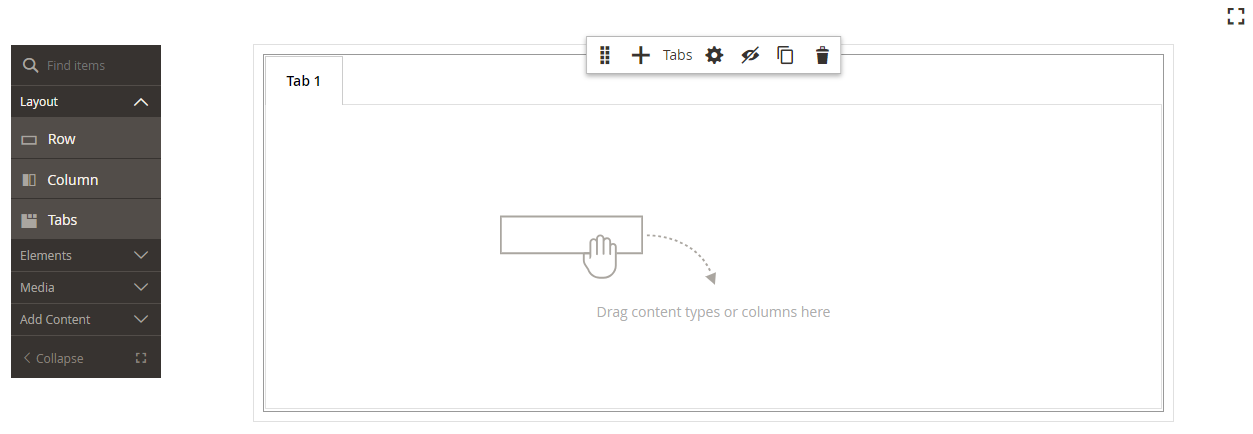 Find items
Layout
Row
Column
Tabs
Elements
Media
Add Content
Collapse
Tabs
Tab 1
Drag content types or columns here